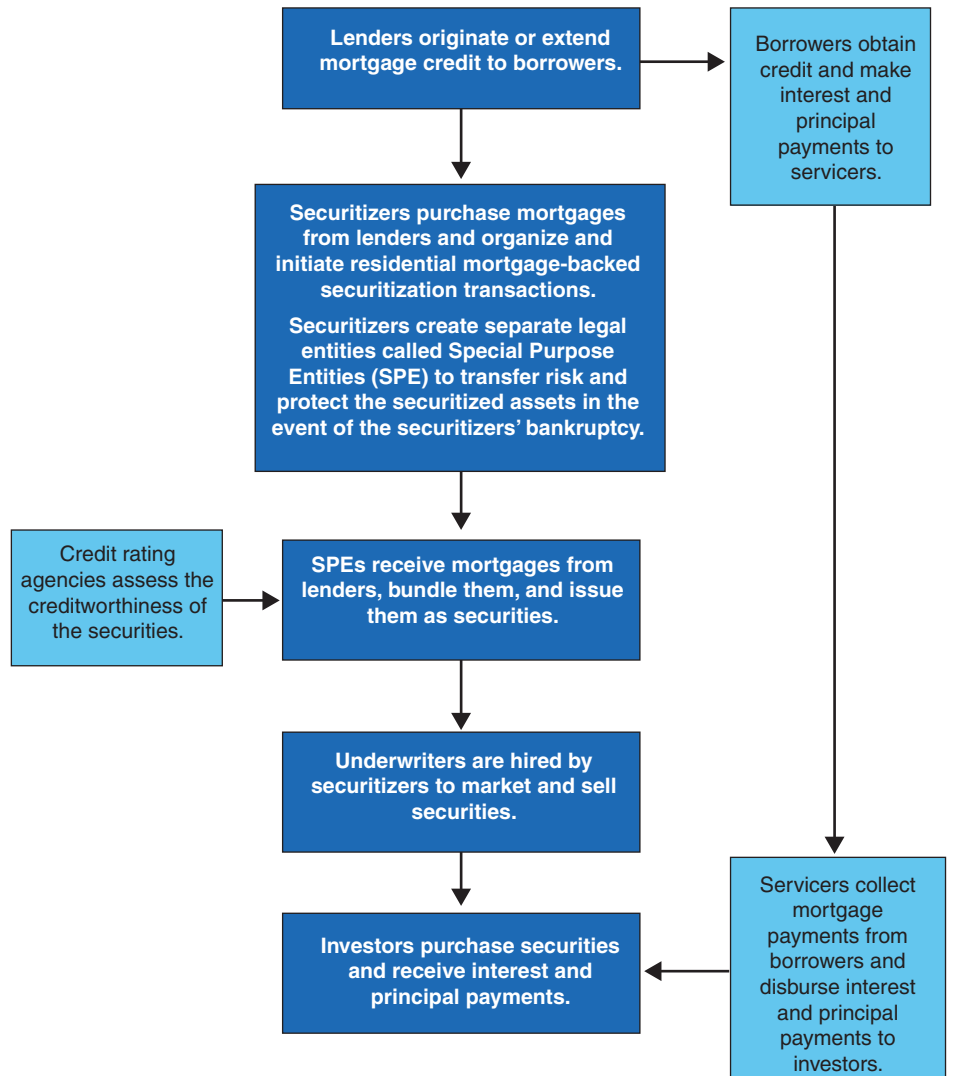 Lenders originate or extend
mortgage credit to borrowers.
Borrowers obtain
credit and make
interest and
principal
payments to
servicers.
Securitizers purchase mortgages
from lenders and organize and
initiate residential mortgage-backed
securitization transactions.
Securitizers create separate legal
entities called Special Purpose
Entities (SPE) to transfer risk and
protect the securitized assets in the
event of the securitizers’ bankruptcy.
Credit rating
agencies assess the
creditworthiness of
the securities.
SPEs receive mortgages from
lenders, bundle them, and issue
them as securities.
Underwriters are hired by
securitizers to market and sell
securities.
Servicers collect
mortgage
payments from
borrowers and
disburse interest
and principal
payments to
investors.
Investors purchase securities
and receive interest and
principal payments.